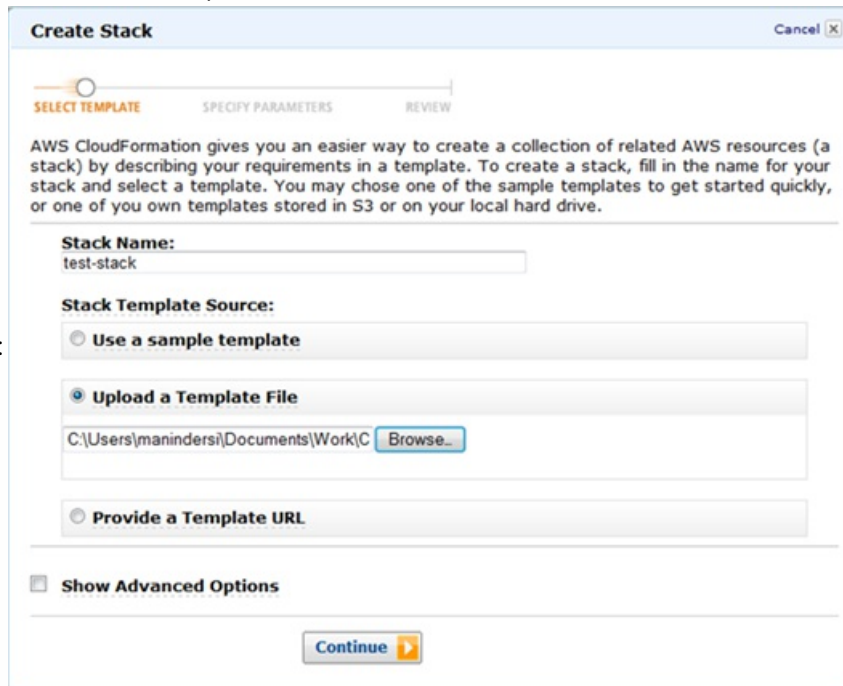 Create Stack
Cancel
SELECT TEMPLATE SPECIFY PARAMETERS REVIEW
AWS CloudFormation gives you an easier way to create a collection of related AWS resources (a
stack) by describing your requirements in a template. To create a stack, fill in the name for your
stack and select a template. You may chose one of the sample templates to get started quickly,
or one of you own templates stored in S3 or on your local hard drive.
Stack Name:
test-stack
Stack Template Source:
Use a sample template
Upload a Template File
C:\Users\manindersi\Documents\Work\C Browse..
Provide a Template URL
Show Advanced Options
Continue